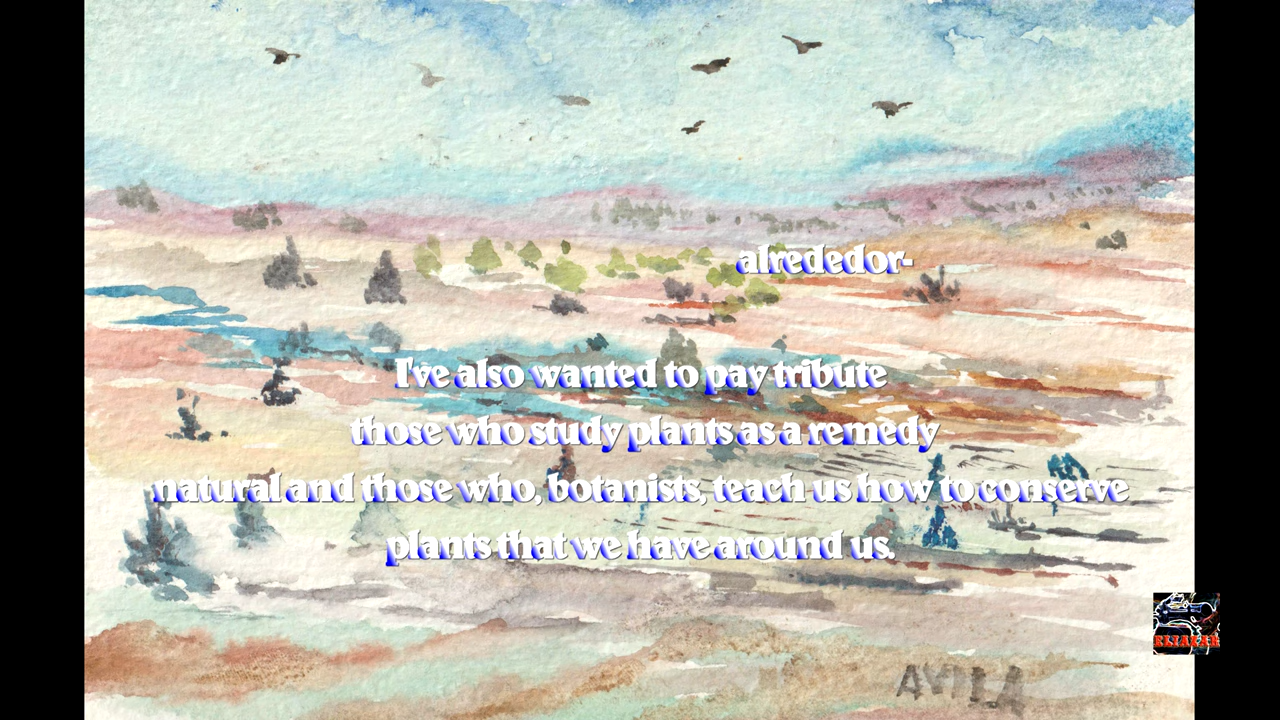 alrededor-
I've also wanted to pay tribute
those who study plants as a remedy
natural and those who, botanists, teach us how to conserve
plants that we have around us.
ELIAZAR
AVILA